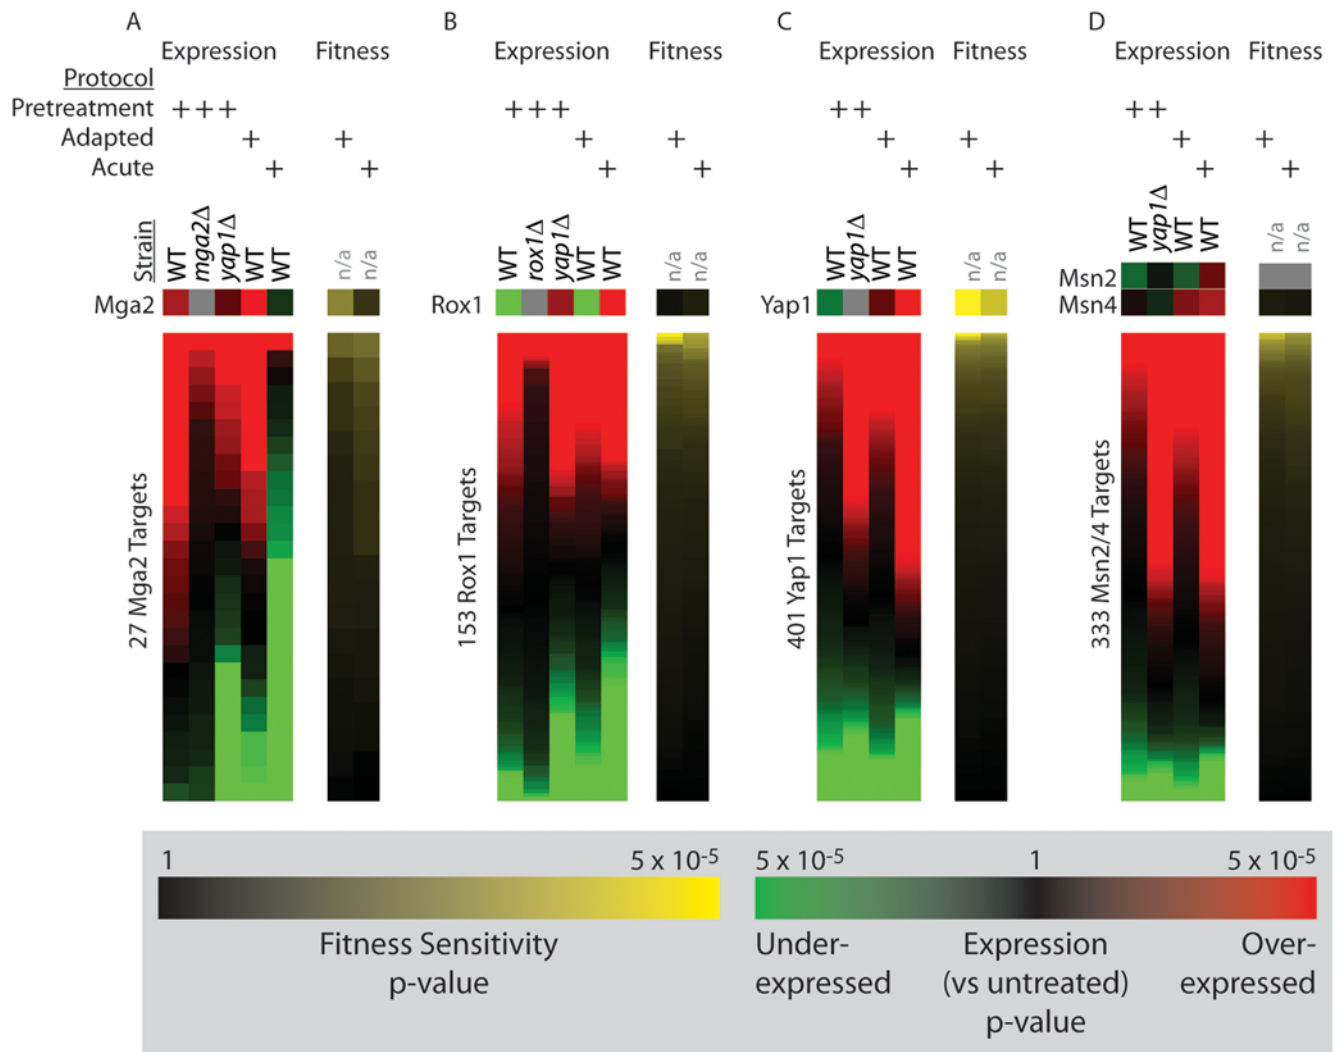 A B C D
Expression Fitness Expression Fitness Expression Fitness Expression Fitness
Protocol
Pretreatment + + + + + + + + + +
Adapted + + + + + + + +
Acute + + + + + + + +
Strain
WT mga2Δ yap1Δ WT WT n/a n/a
WT rox1Δ yap1Δ WT WT n/a n/a
WT yap1Δ WT WT n/a n/a
WT yap1Δ WT WT n/a n/a
Mga2 Rox1 Yap1 Msn2
Msn4
27 Mga2 Targets
153 Rox1 Targets
401 Yap1 Targets
333 Msn2/4 Targets
1 5 x 10-5
Fitness Sensitivity
p-value
5 x 10-5 1 5 x 10-5
Under- Expression Over-
expressed (vs untreated) expressed
p-value